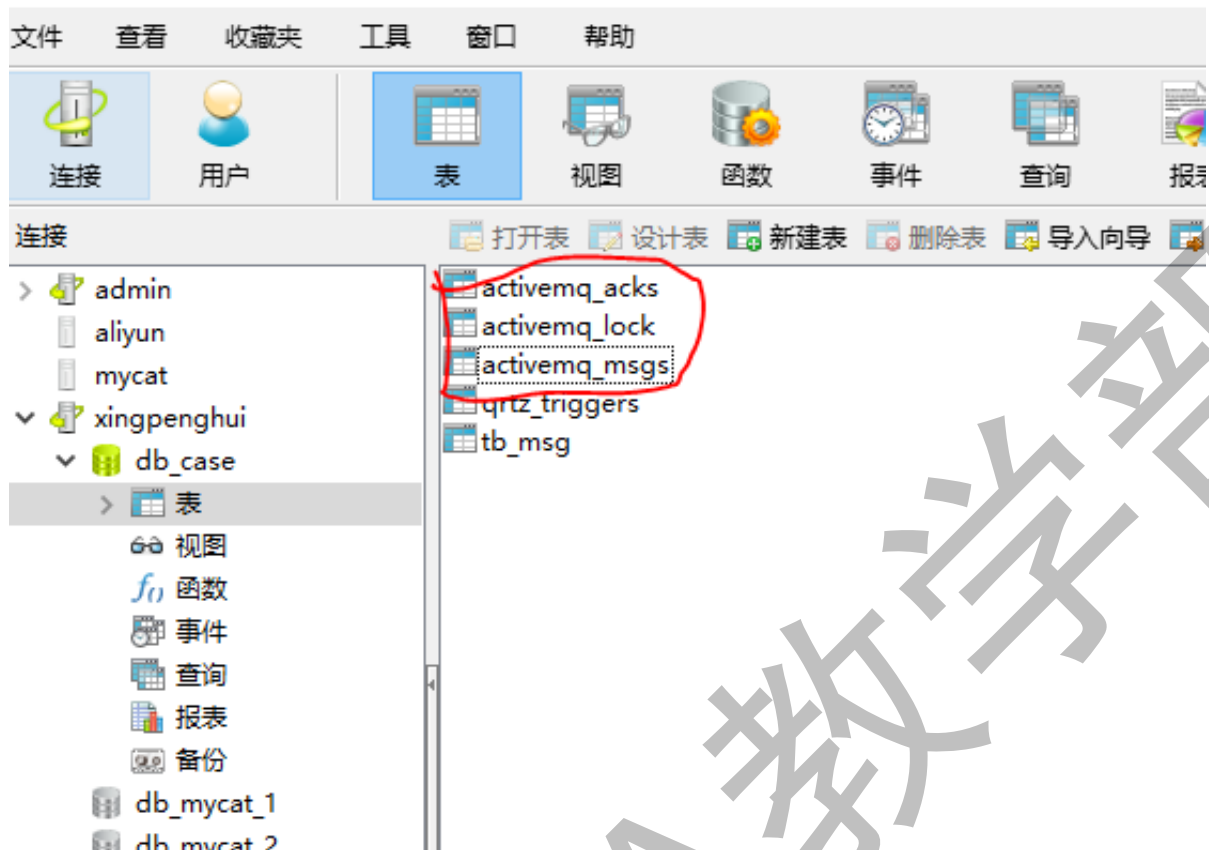 文件 查看 收藏夹 工具 窗口 帮助
连接 用户 表 视图 函数 事件 查询 报表
连接 打开表 设计表 新建表 删除表 导入向导
admin
aliyun
mycat
xingpenghui
db_case
表
视图
函数
事件
查询
报表
备份
db_mycat_1
db_mycat_2
activemq_acks
activemq_lock
activemq_msgs
qrtz_triggers
tb_msg
教学部